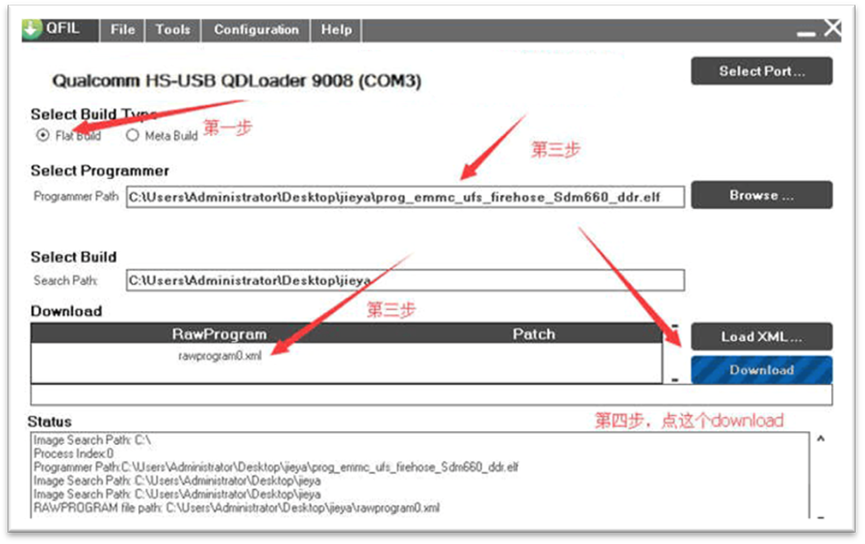 QFIL File Tools Configuration Help
Qualcomm HS-USB QDLoader 9008 (COM3)
Select Port...
Select Build Type
第一步
Flat Build Meta Build
第三步
Select Programmer
Programmer Path C:\Users\Administrator\Desktop\jieya\prog_emmc_ufs_firehose_Sdm660_ddr.elf Browse ...
Select Build
Search Path: C:\Users\Administrator\Desktop\jieya
第三步
Download
RawProgram Patch
Load XML...
rawprogram0.xml
Download
第四步，点这个download
Status
Image Search Path: C:\
Process Index:0
Programmer Path:C:\Users\Administrator\Desktop\jieya\prog_emmc_ufs_firehose_Sdm660_ddr.elf
Image Search Path: C:\Users\Administrator\Desktop\jieya
Image Search Path: C:\Users\Administrator\Desktop\jieya
RAWPROGRAM file path: C:\Users\Administrator\Desktop\jieya\rawprogram0.xml